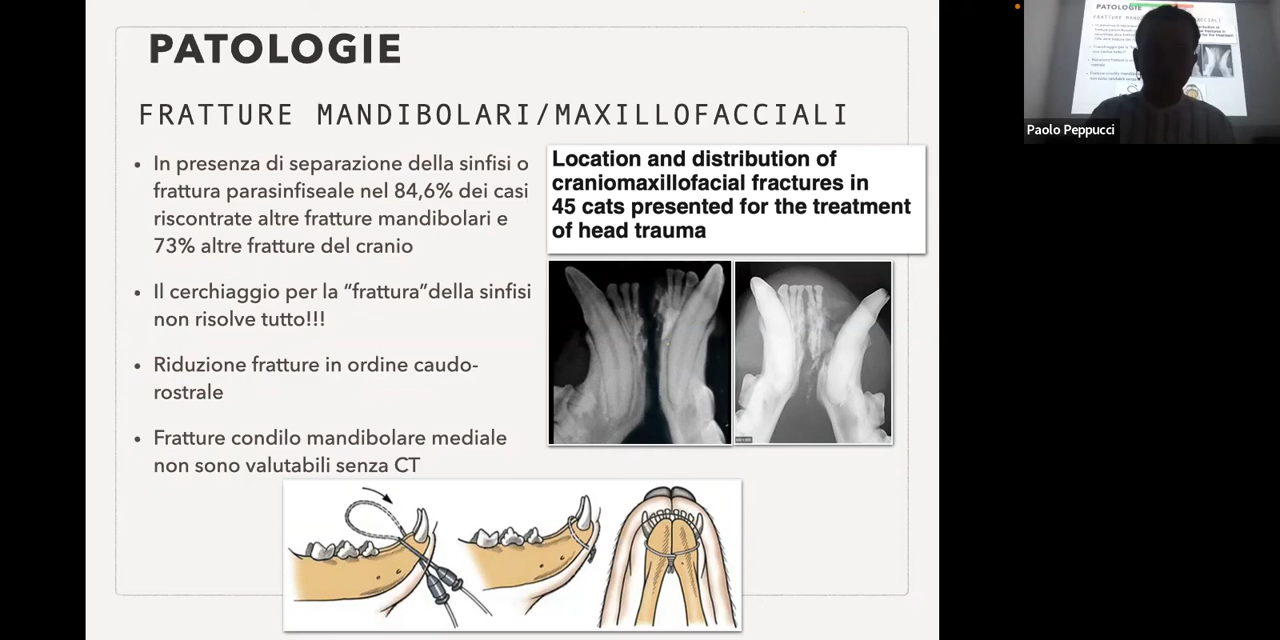 PATOLOGIE
FRATTURE MANDIBOLARI/MAXILLOFACCIALI
• In presenza di separazione della sinfisi o
frattura parasinfiseale nel 84,6% dei casi
riscontrate altre fratture mandibolari e
73% altre fratture del cranio
• Il cerchiaggio per la “frattura”della sinfisi
non risolve tutto!!!
• Riduzione fratture in ordine caudo-
rostrale
• Fratture condilo mandibolare mediale
non sono valutabili senza CT
Location and distribution of
craniomaxillofacial fractures in
45 cats presented for the treatment
of head trauma
Paolo Peppucci